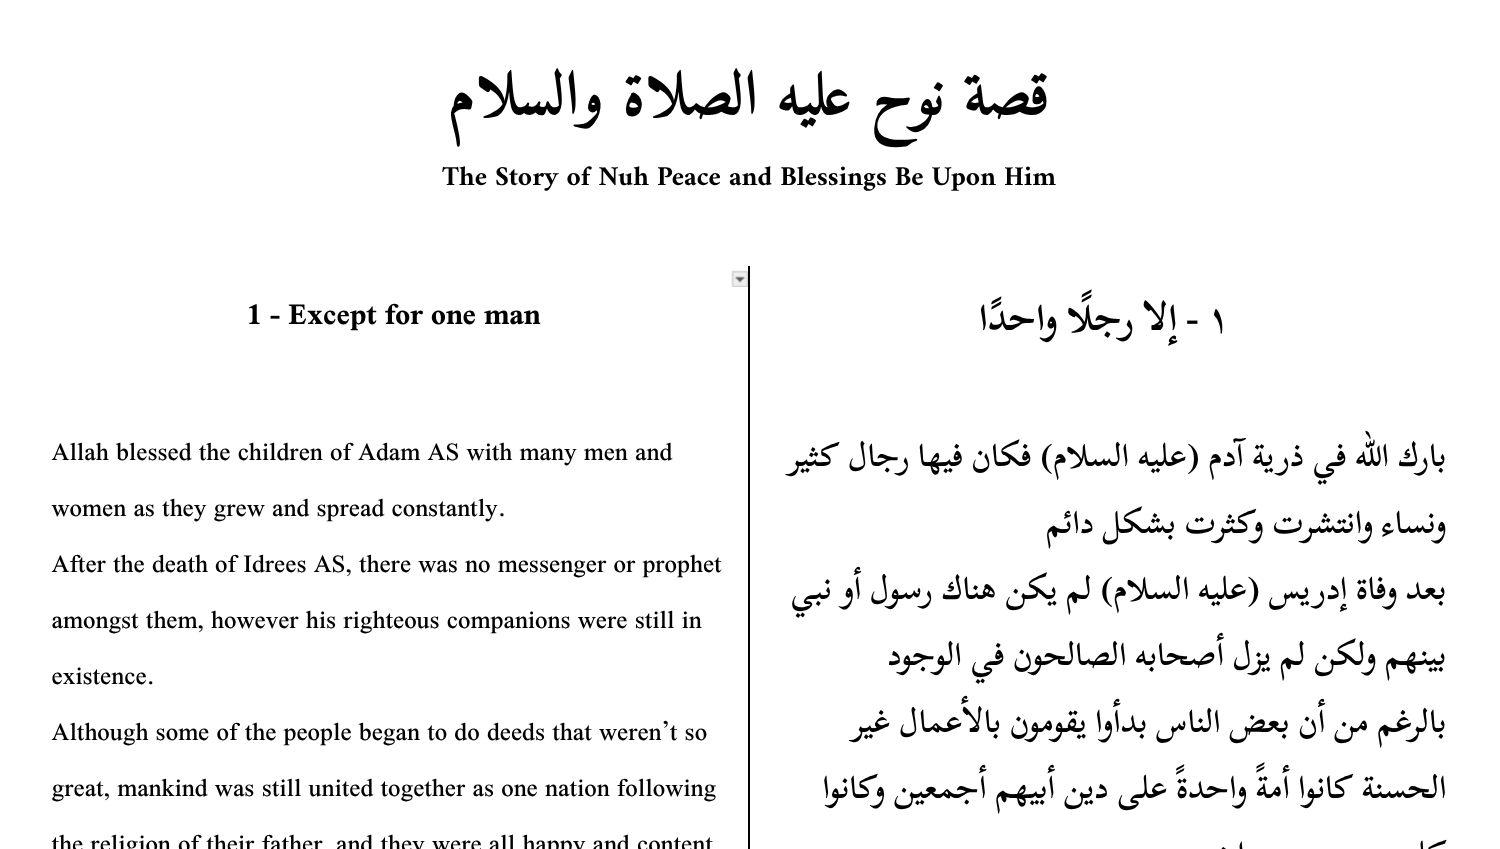 قصة نوح عليه الصلاة والسلام
The Story of Nuh Peace and Blessings Be Upon Him
1 - Except for one man
Allah blessed the children of Adam AS with many men and
women as they grew and spread constantly.
After the death of Idrees AS, there was no messenger or prophet
amongst them, however his righteous companions were still in
existence.
Although some of the people began to do deeds that weren’t so
great, mankind was still united together as one nation following
the religion of their father, and they were all happy and content
١ - إلا رجلًا واحدًا
بارك الله في ذرية آدم (عليه السلام) فكان فيها رجال كثير
ونساء وانتشرت وكثرت بشكل دائم
بعد وفاة إدريس (عليه السلام) لم يكن هناك رسول أو نبي
بينهم ولكن لم يزل أصحابه الصالحون في الوجود
بالرغم من أن بعض الناس بدأوا يقومون بالأعمال غير
الحسنة كانوا أمةً واحدةً على دين أبيهم أجمعين وكانوا